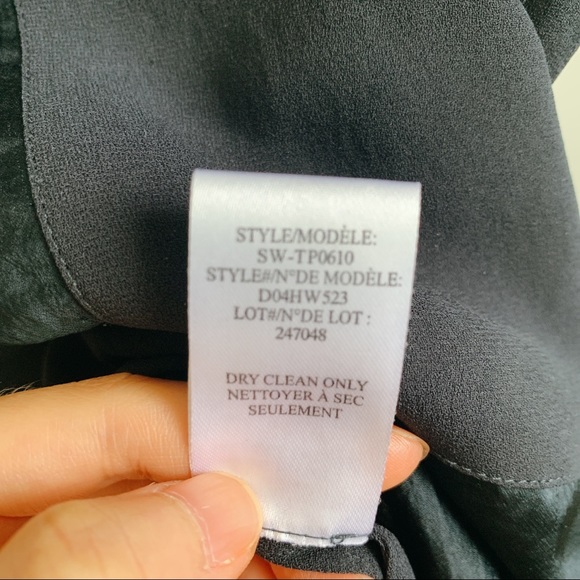 STYLE/MODÈLE:
SW-TP0610
STYLE#/N°DE MODÈLE:
D04HW523
LOT#/N°DE LOT :
247048
DRY CLEAN ONLY
NETTOYER À SEC
SEULEMENT